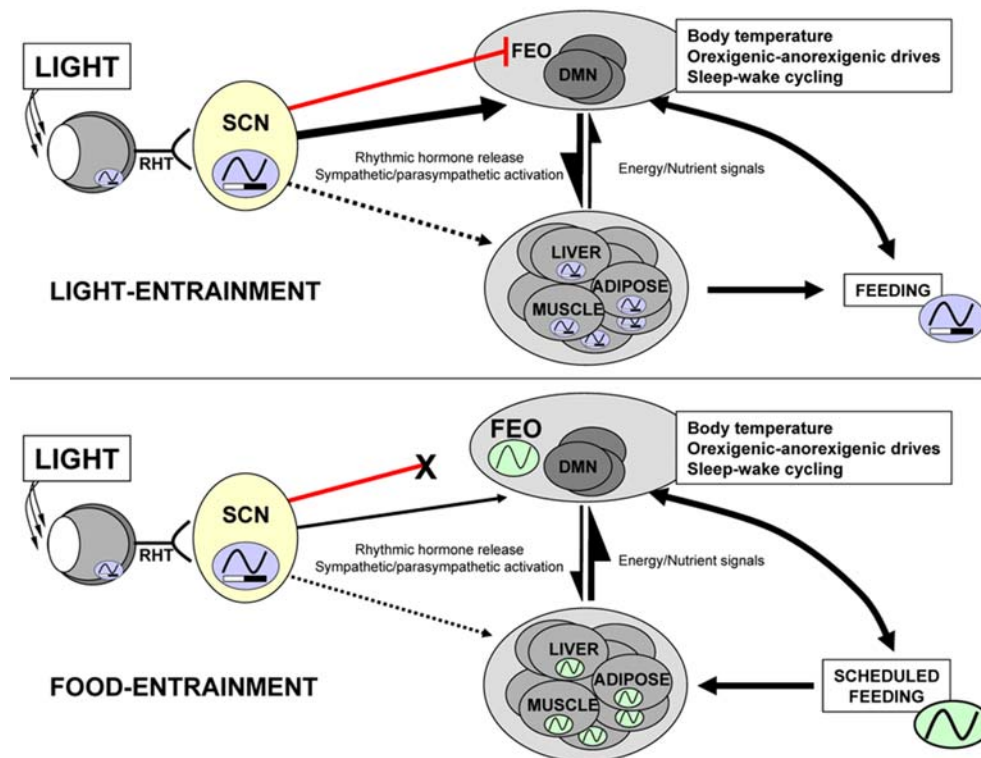 LIGHT
RHT
SCN
FEO
DMN
Body temperature
Orexigenic-anorexigenic drives
Sleep-wake cycling
Rhythmic hormone release
Sympathetic/parasympathetic activation
Energy/Nutrient signals
LIVER
ADIPOSE
MUSCLE
FEEDING
LIGHT-ENTRAINMENT
LIGHT
RHT
SCN
X
FEO
DMN
Body temperature
Orexigenic-anorexigenic drives
Sleep-wake cycling
Rhythmic hormone release
Sympathetic/parasympathetic activation
Energy/Nutrient signals
LIVER
ADIPOSE
MUSCLE
SCHEDULED
FEEDING
FOOD-ENTRAINMENT